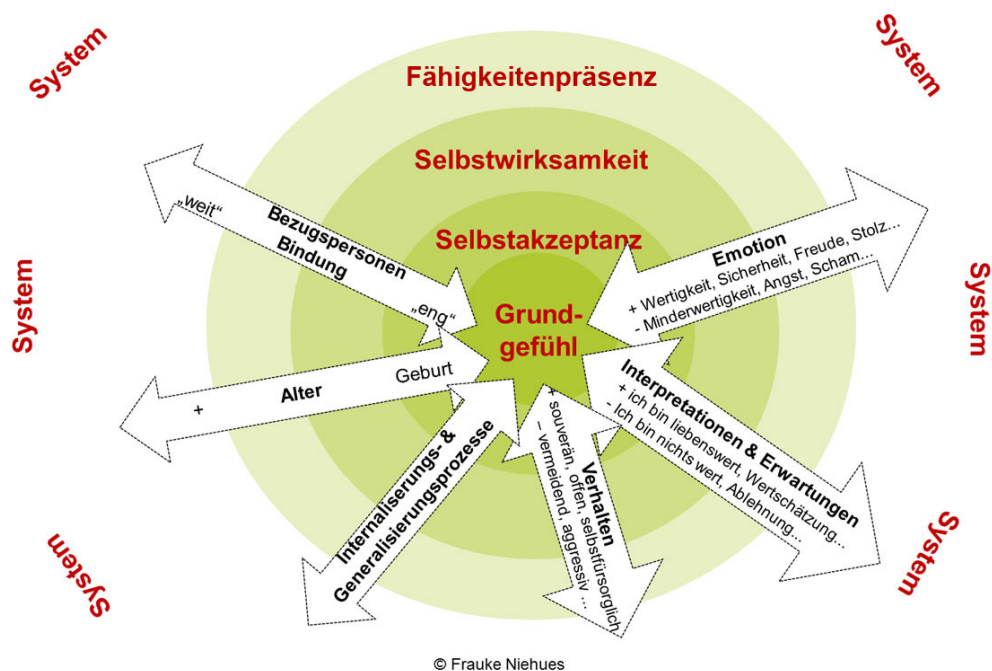 System
System
Fähigkeitenpräsenz
Selbstwirksamkeit
Selbstakzeptanz
Grund-
gefühl
System
System
System
System
„weit“
Bezugspersonen
Bindung
„eng“
+ Alter Geburt
Internaliserungs- &
Generalisierungsprozesse
Verhalten
+ souverän, offen, selbstfürsorglich
– vermeidend, aggressiv ...
Interpretationen & Erwartungen
+ ich bin liebenswert, Wertschätzung...
- Ich bin nichts wert, Ablehnung...
Emotion
+ Wertigkeit, Sicherheit, Freude, Stolz...
- Minderwertigkeit, Angst, Scham...
© Frauke Niehues